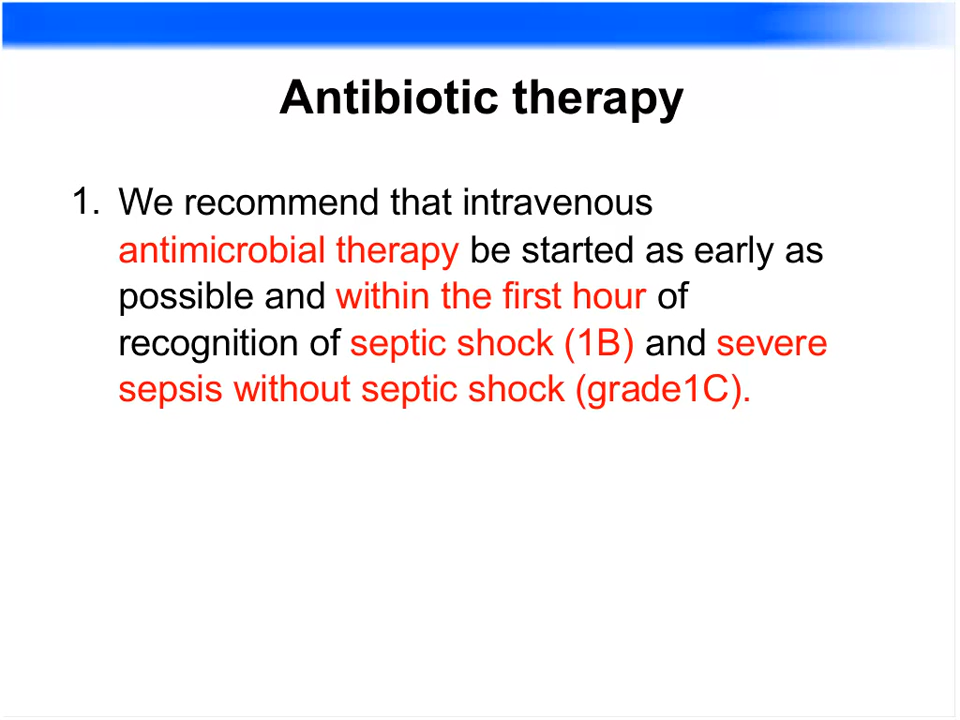 Antibiotic therapy
1. We recommend that intravenous
antimicrobial therapy be started as early as
possible and within the first hour of
recognition of septic shock (1B) and severe
sepsis without septic shock (grade1C).